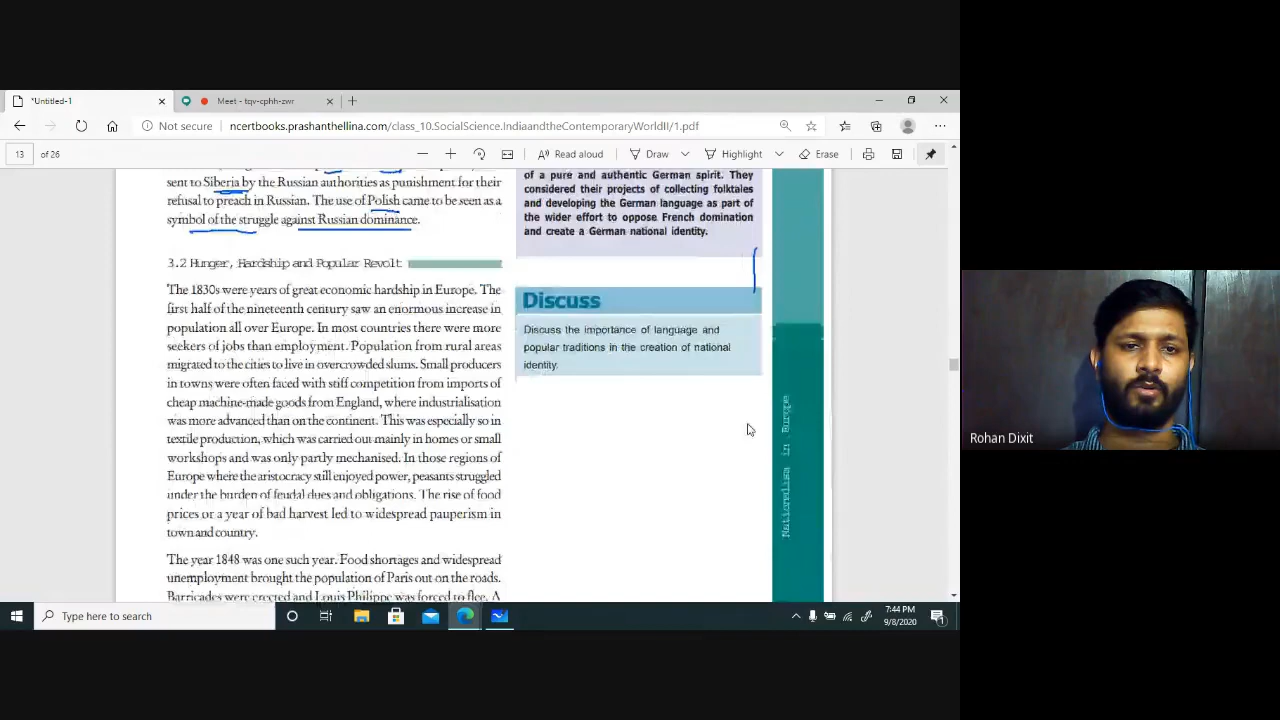 *Untitled-1
Meet - tqv-cphh-zwr
Not secure
ncertbooks.prashanthellina.com/class_10.SocialScience.IndiaandtheContemporaryWorldII/1.pdf
13 of 26
Read aloud
Draw
Highlight
Erase
sent to Siberia by the Russian authorities as punishment for their
refusal to preach in Russian. The use of Polish came to be seen as a
symbol of the struggle against Russian dominance.
3.2 Hunger, Hardship and Popular Revolt
The 1830s were years of great economic hardship in Europe. The
first half of the nineteenth century saw an enormous increase in
population all over Europe. In most countries there were more
seekers of jobs than employment. Population from rural areas
migrated to the cities to live in overcrowded slums. Small producers
in towns were often faced with stiff competition from imports of
cheap machine-made goods from England, where industrialisation
was more advanced than on the continent. This was especially so in
textile production, which was carried out mainly in homes or small
workshops and was only partly mechanised. In those regions of
Europe where the aristocracy still enjoyed power, peasants struggled
under the burden of feudal dues and obligations. The rise of food
prices or a year of bad harvest led to widespread pauperism in
town and country.
The year 1848 was one such year. Food shortages and widespread
unemployment brought the population of Paris out on the roads.
Barricades were erected and Louis Philippe was forced to flee. A
of a pure and authentic German spirit. They
considered their projects of collecting folktales
and developing the German language as part of
the wider effort to oppose French domination
and create a German national identity.
Discuss
Discuss the importance of language and
popular traditions in the creation of national
identity.
Nationalism in Europe
Rohan Dixit
Type here to search
7:44 PM
9/8/2020
1